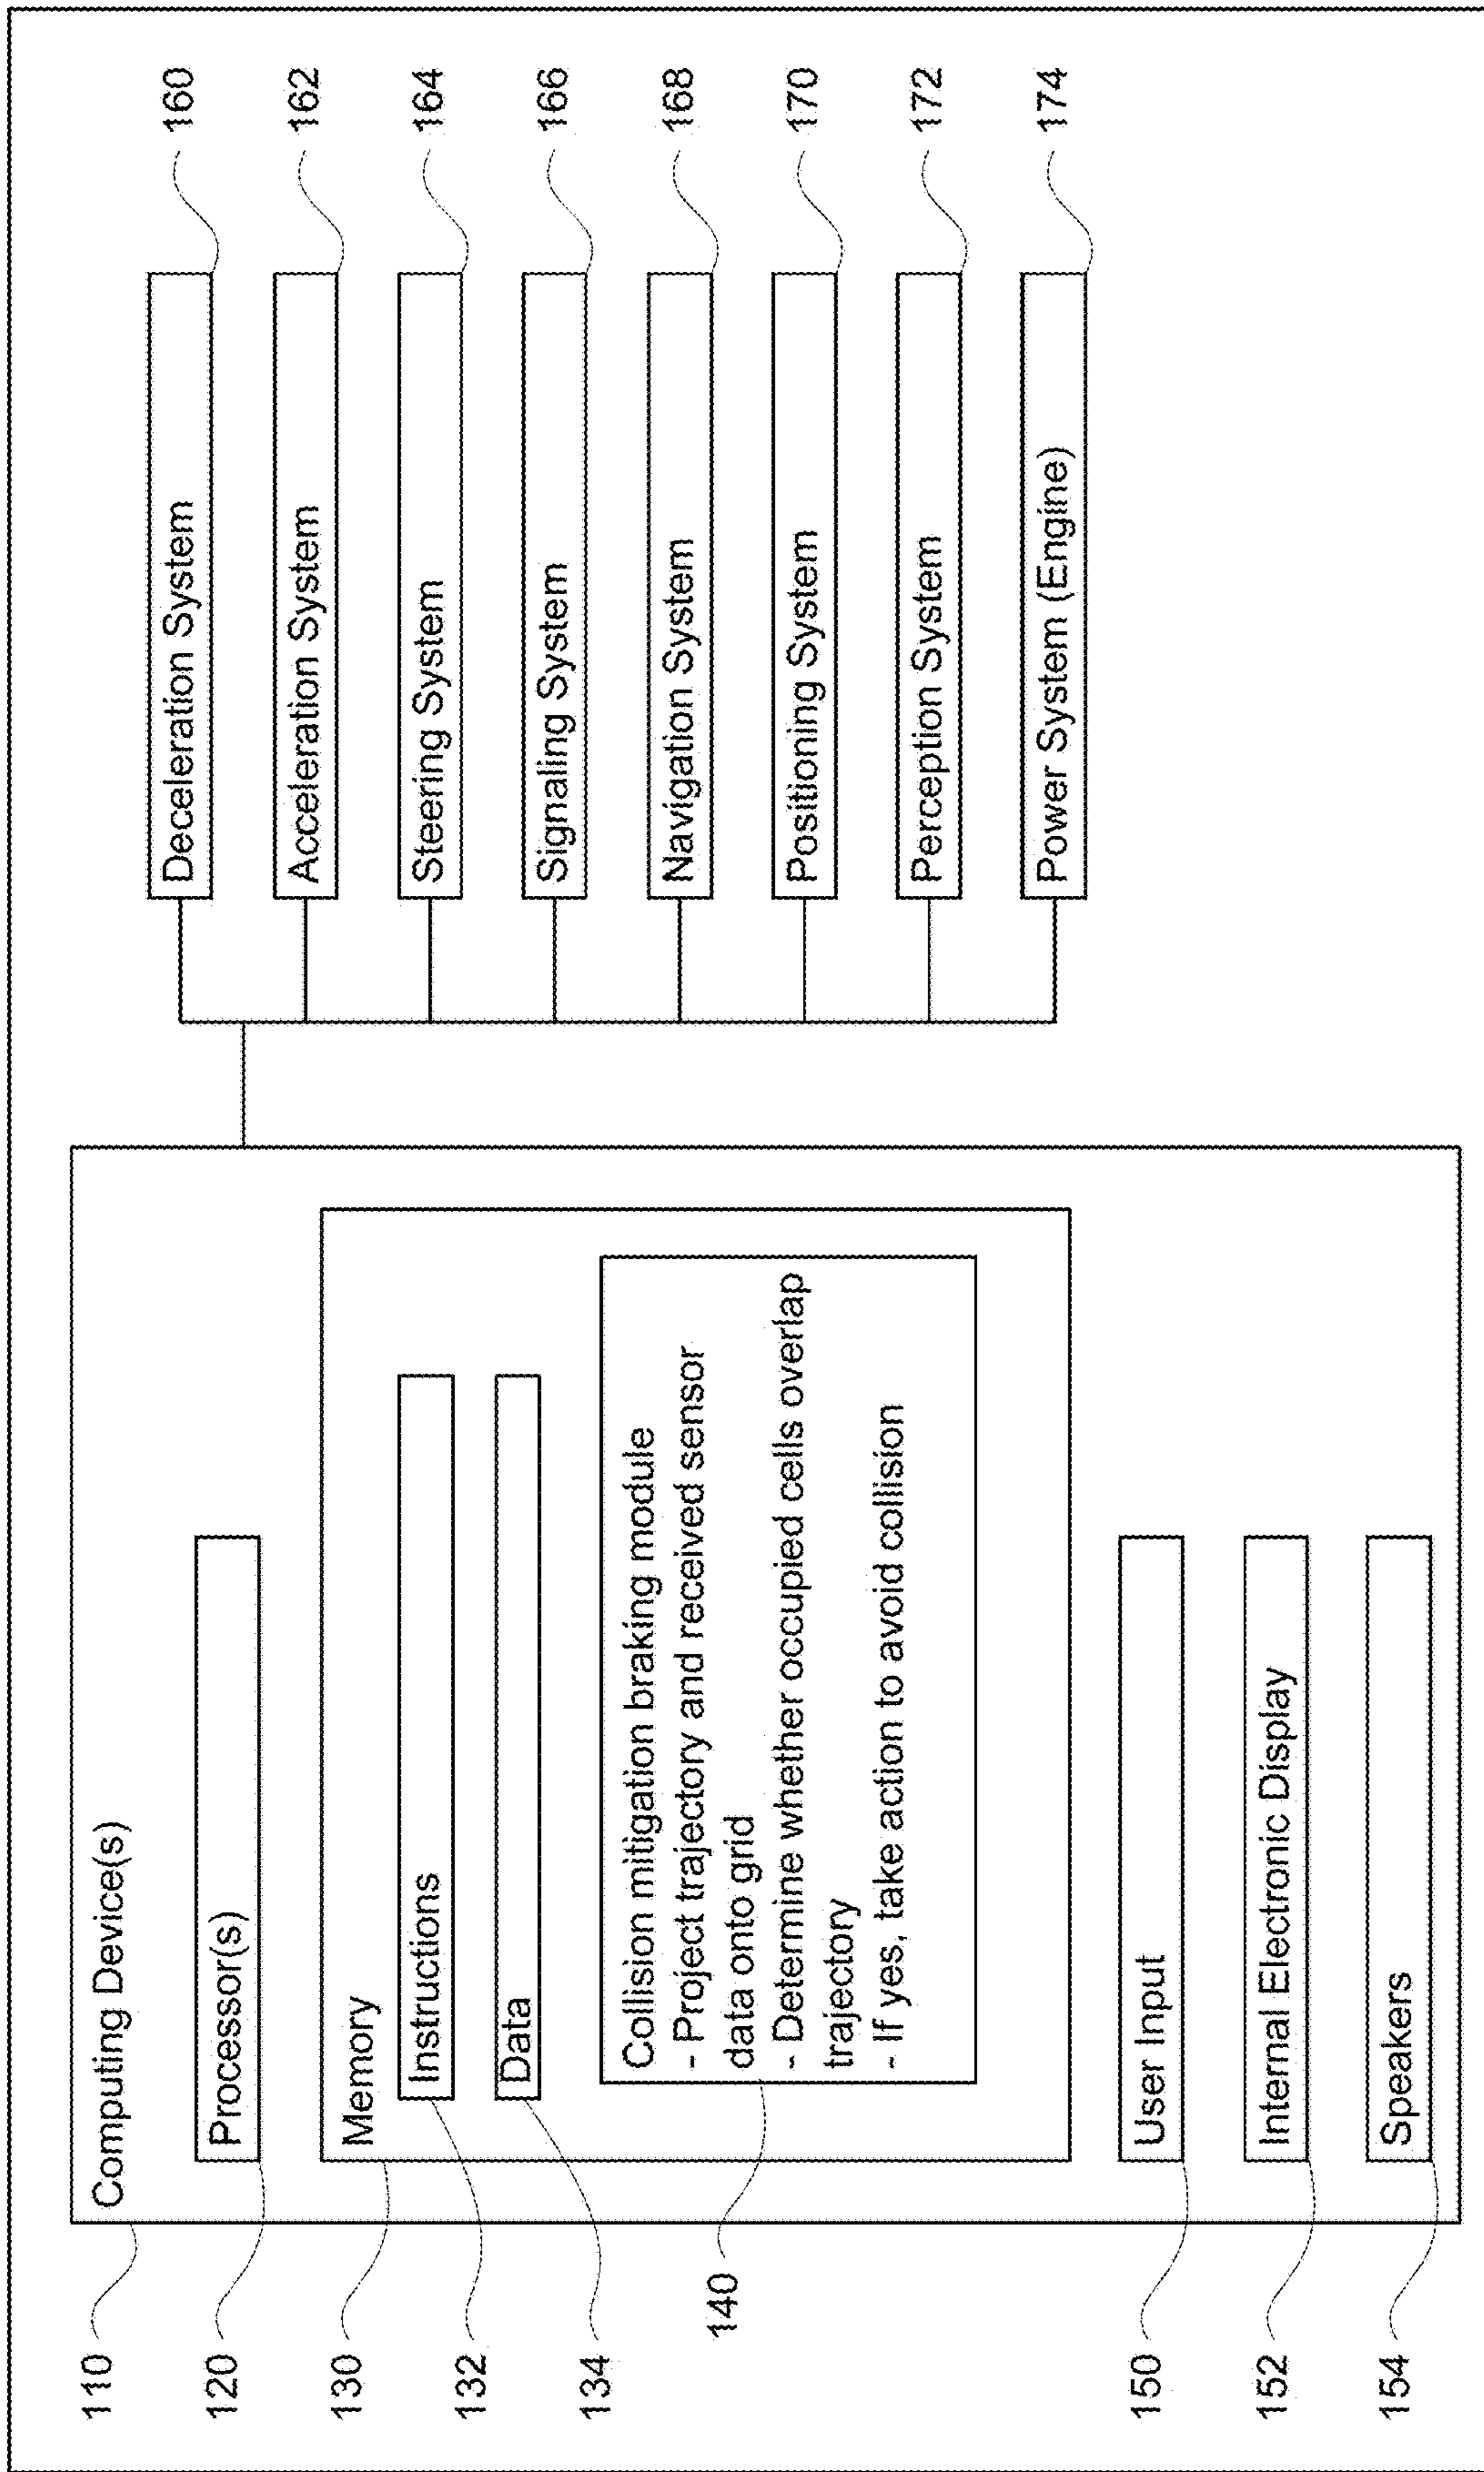 110
Computing Device(s)
120
Processor(s)
130
Memory
132
Instructions
134
Data
140
Collision mitigation braking module
- Project trajectory and received sensor
data onto grid
- Determine whether occupied cells overlap
trajectory
- If yes, take action to avoid collision
150
User Input
152
Internal Electronic Display
154
Speakers
Deceleration System
160
Acceleration System
162
Steering System
164
Signaling System
166
Navigation System
168
Positioning System
170
Perception System
172
Power System (Engine)
174